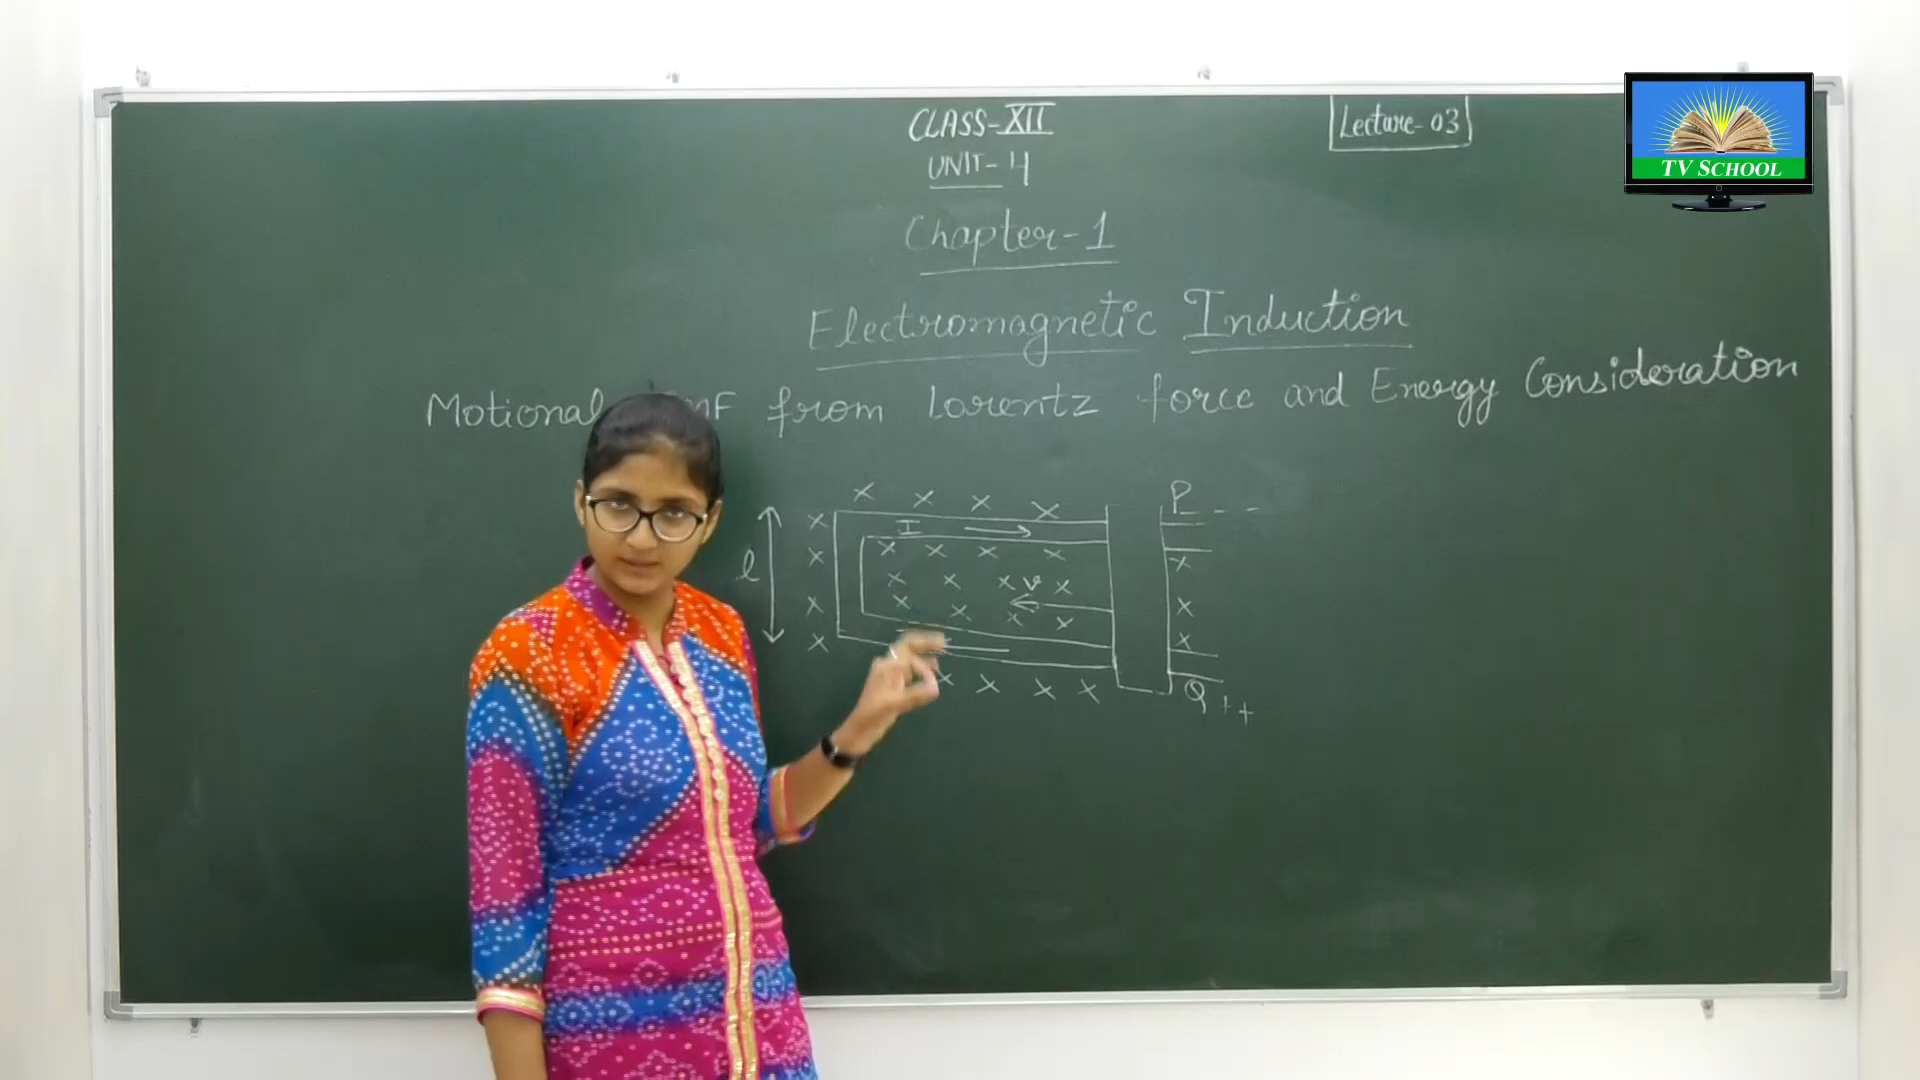 CLASS-XII
Lecture-03
TV SCHOOL
UNIT-4
Chapter-1
Electromagnetic Induction
Motional EMF from Lorentz force and Energy Consideration
P
I
l
v
Q